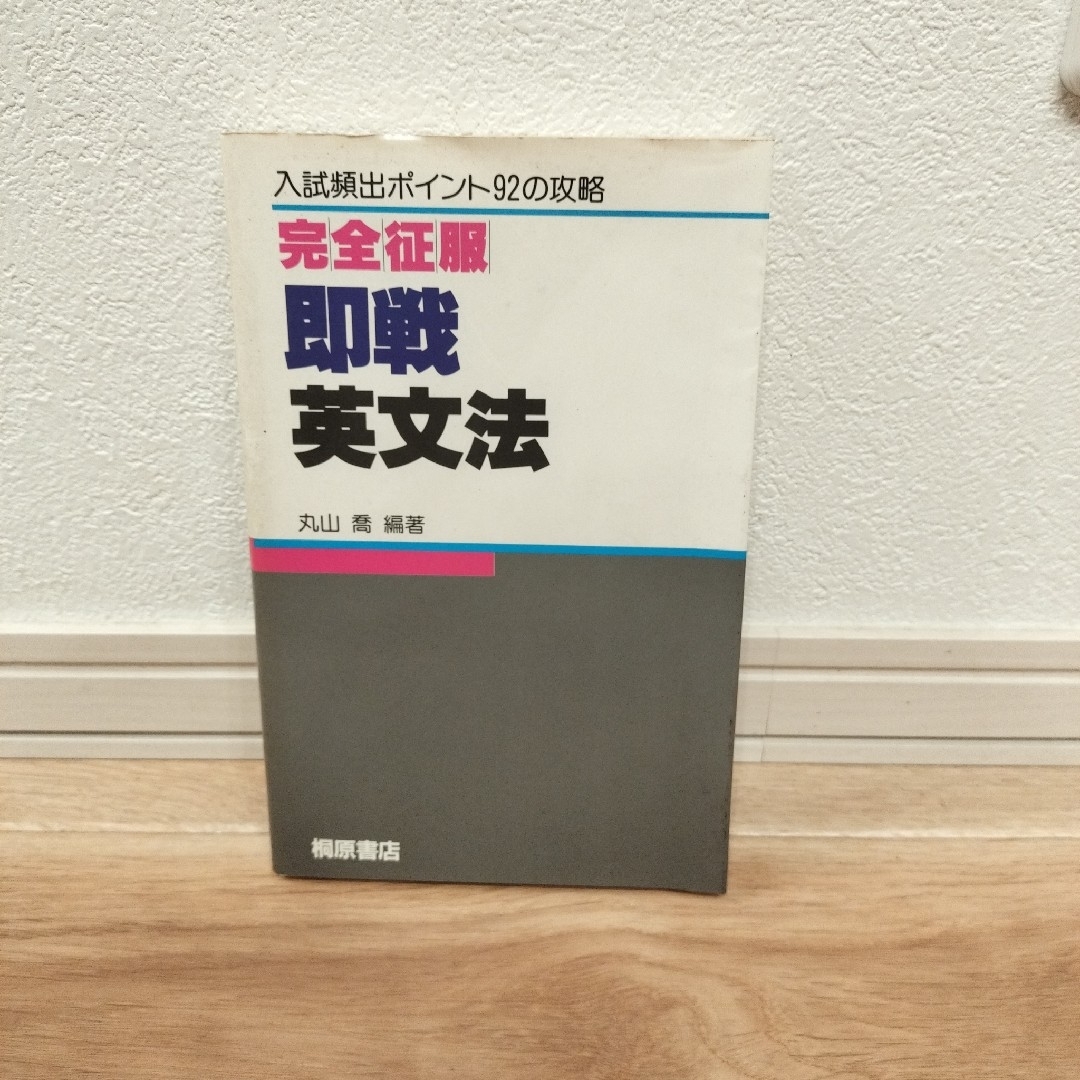 入試頻出ポイント92の攻略
完全征服
即戦
英文法
丸山 喬 編著
桐原書店